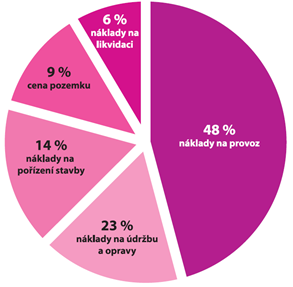 6 %
náklady na
likvidaci
9 %
cena pozemku
48 %
náklady na provoz
14 %
náklady na
pořízení stavby
23 %
náklady na údržbu
a opravy